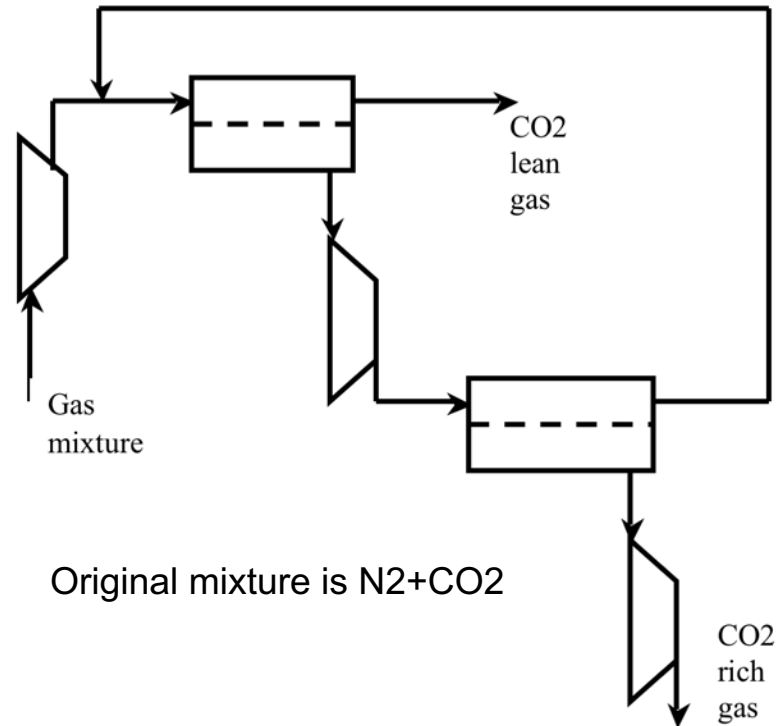 CO2
lean
gas
Gas
mixture
Original mixture is N2+CO2
CO2
rich
gas